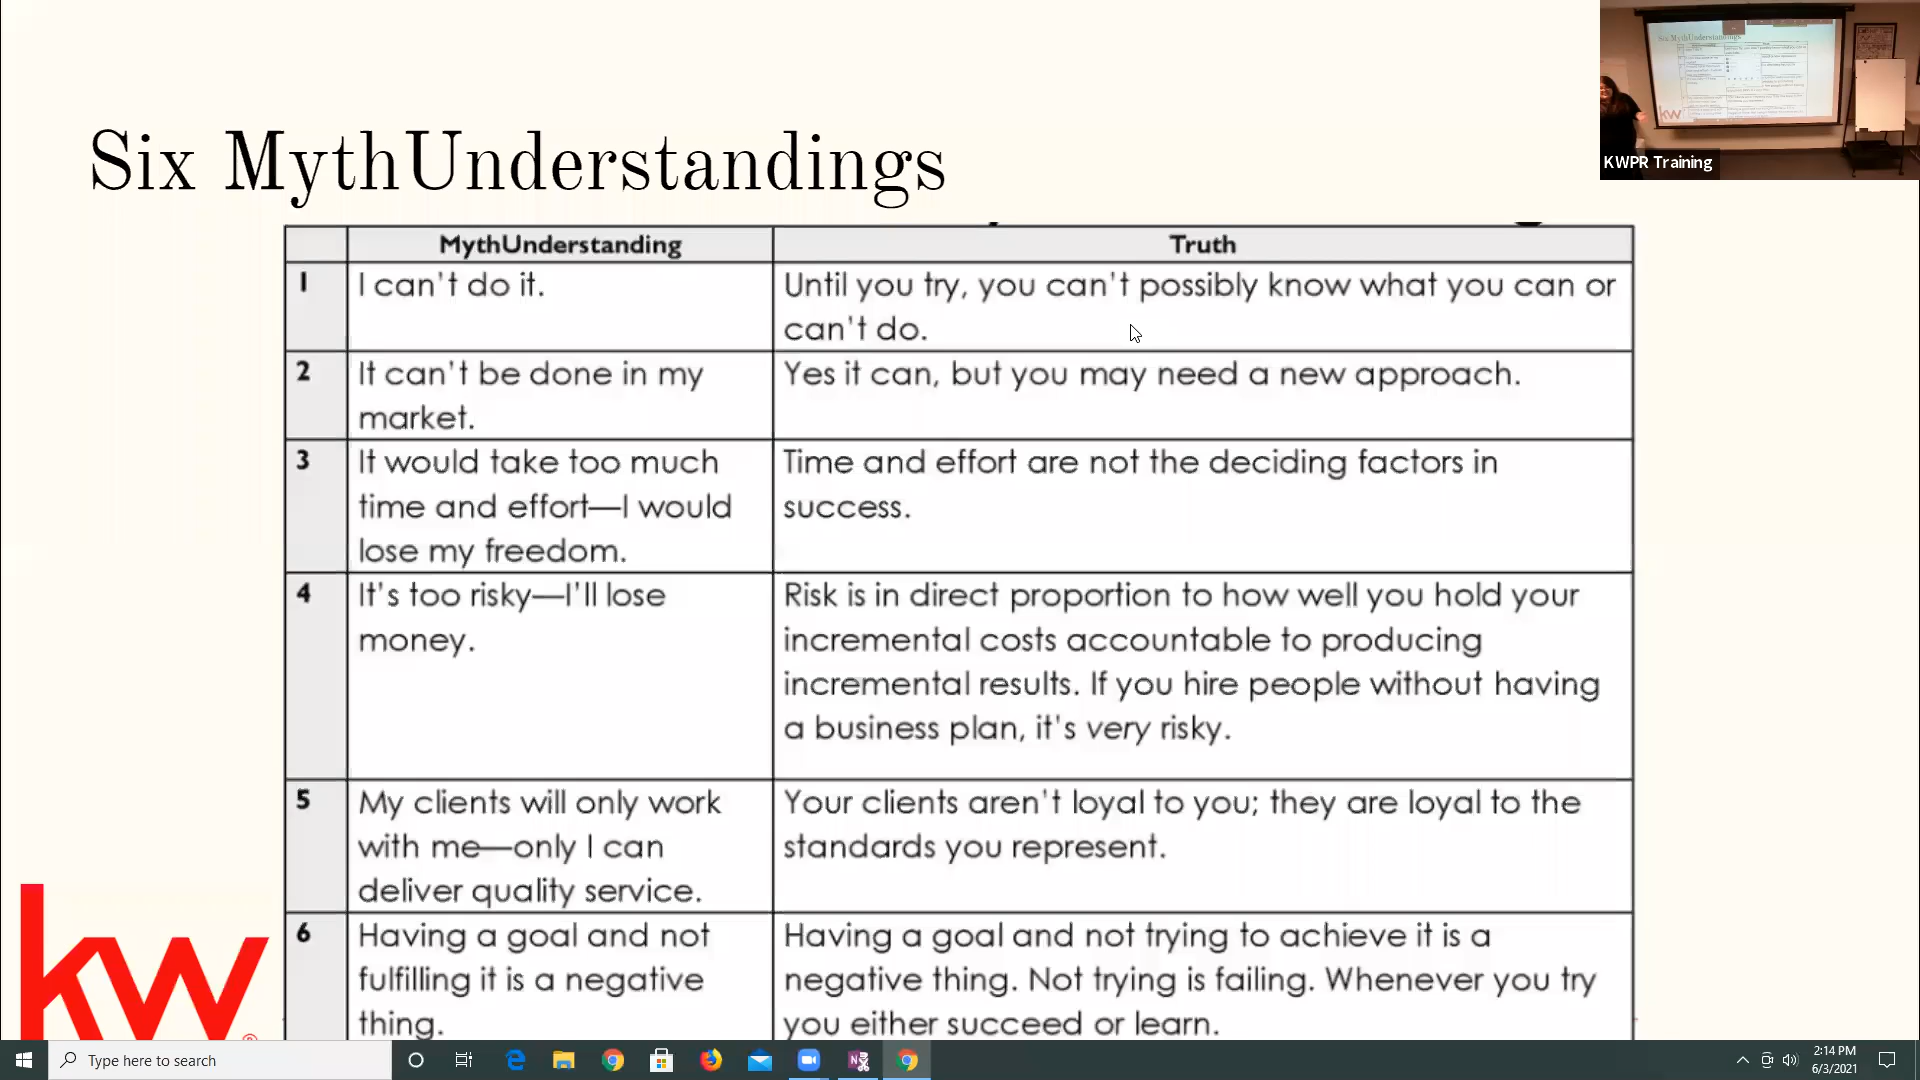 Six MythUnderstandings
KWPR Training
MythUnderstanding
Truth
1
I can't do it.
Until you try, you can't possibly know what you can or
can't do.
2
It can't be done in my
market.
Yes it can, but you may need a new approach.
3
It would take too much
time and effort—I would
lose my freedom.
Time and effort are not the deciding factors in
success.
4
It's too risky—I'll lose
money.
Risk is in direct proportion to how well you hold your
incremental costs accountable to producing
incremental results. If you hire people without having
a business plan, it's very risky.
5
My clients will only work
with me—only I can
deliver quality service.
Your clients aren't loyal to you; they are loyal to the
standards you represent.
6
Having a goal and not
fulfilling it is a negative
thing.
Having a goal and not trying to achieve it is a
negative thing. Not trying is failing. Whenever you try
you either succeed or learn.
kw
Type here to search
2:14 PM
6/3/2021
Six MythUnderstandings
kw